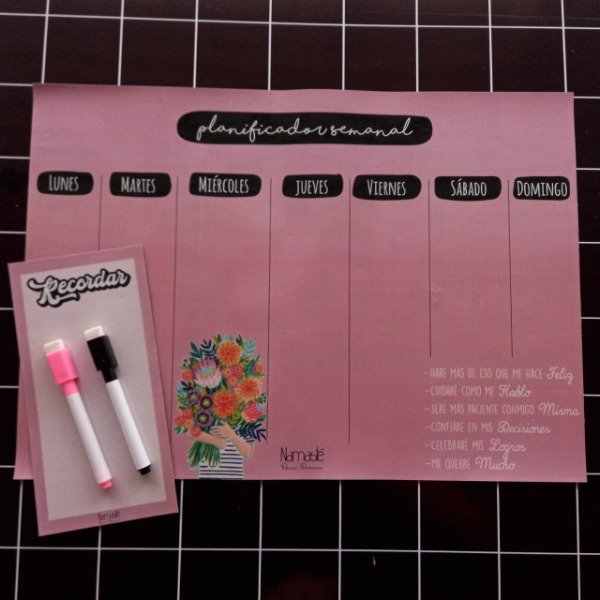 planificador semanal
LUNES MARTES MIÉRCOLES JUEVES VIERNES SÁBADO DOMINGO
Recordar
-HARÉ MÁS DE ESO QUE ME HACE Feliz
-CUIDARÉ COMO ME Hablo
-SERÉ MÁS PACIENTE CONMIGO Misma
-CONFIARÉ EN MIS Decisiones
-CELEBRARÉ MIS Logros
-ME QUERRÉ Mucho
Namasté
Namasté